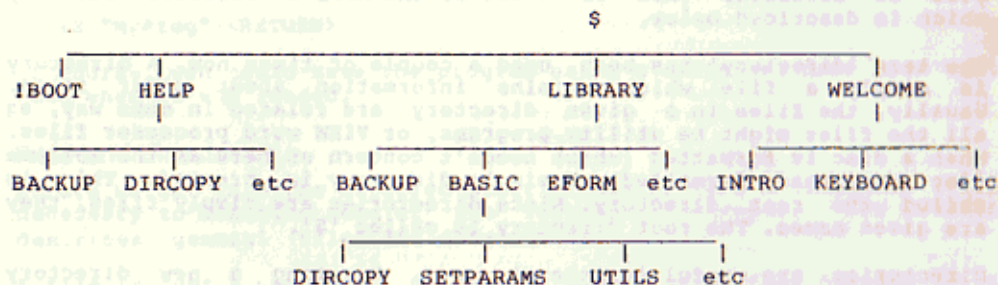 $
!BOOT HELP LIBRARY WELCOME
BACKUP DIRCOPY etc BACKUP BASIC EFORM etc INTRO KEYBOARD etc
DIRCOPY SETPARAMS UTILS etc